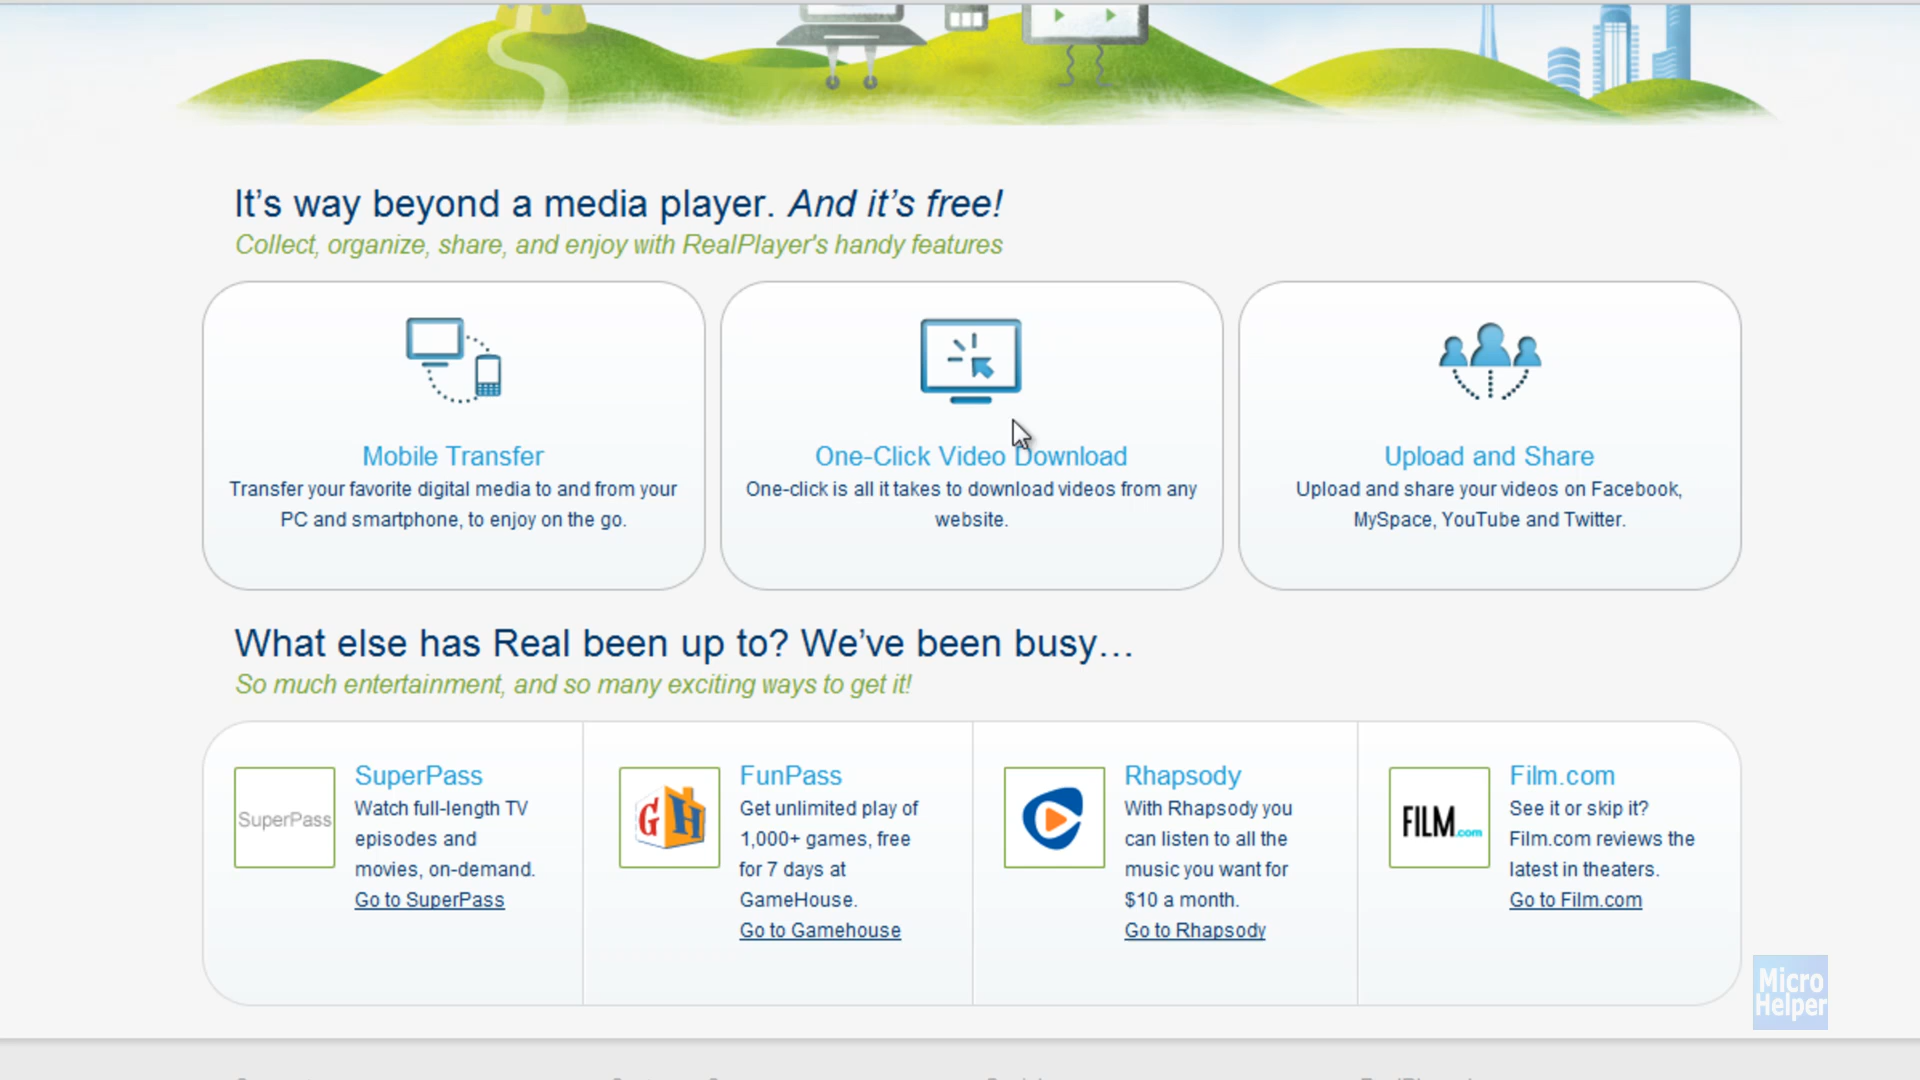 It's way beyond a media player. And it's free!
Collect, organize, share, and enjoy with RealPlayer's handy features
Mobile Transfer
Transfer your favorite digital media to and from your
PC and smartphone, to enjoy on the go.
One-Click Video Download
One-click is all it takes to download videos from any
website.
Upload and Share
Upload and share your videos on Facebook,
MySpace, YouTube and Twitter.
What else has Real been up to? We've been busy…
So much entertainment, and so many exciting ways to get it!
SuperPass
SuperPass
Watch full-length TV
episodes and
movies, on-demand.
Go to SuperPass
GH
FunPass
Get unlimited play of
1,000+ games, free
for 7 days at
GameHouse.
Go to Gamehouse
Rhapsody
With Rhapsody you
can listen to all the
music you want for
$10 a month.
Go to Rhapsody
FILM.com
Film.com
See it or skip it?
Film.com reviews the
latest in theaters.
Go to Film.com
Micro
Helper